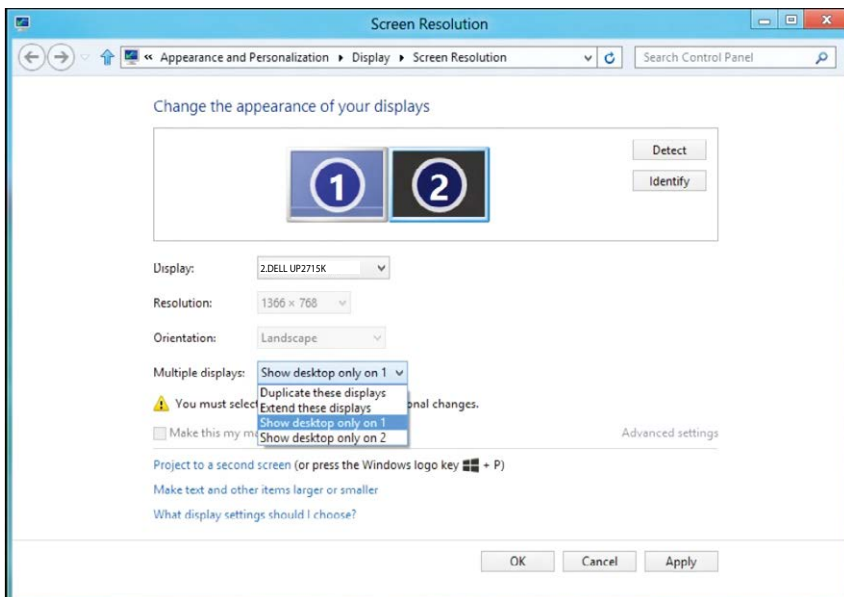 Screen Resolution
« Appearance and Personalization ▸ Display ▸ Screen Resolution
Search Control Panel
Change the appearance of your displays
1 2
Detect
Identify
Display: 2.DELL UP2715K
Resolution: 1366 × 768
Orientation: Landscape
Multiple displays: Show desktop only on 1
Duplicate these displays
You must selec Extend these displays onal changes.
Show desktop only on 1
Make this my m Show desktop only on 2 Advanced settings
Project to a second screen (or press the Windows logo key + P)
Make text and other items larger or smaller
What display settings should I choose?
OK Cancel Apply